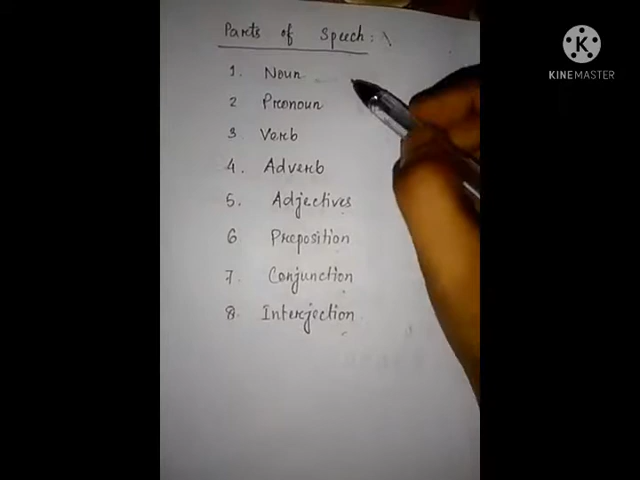 Parts of Speech : \
1. Noun
2 Pronoun
3 Verb
4. Adverb
5. Adjectives
6 Preposition
7 Conjunction
8 Interjection
K
KINEMASTER